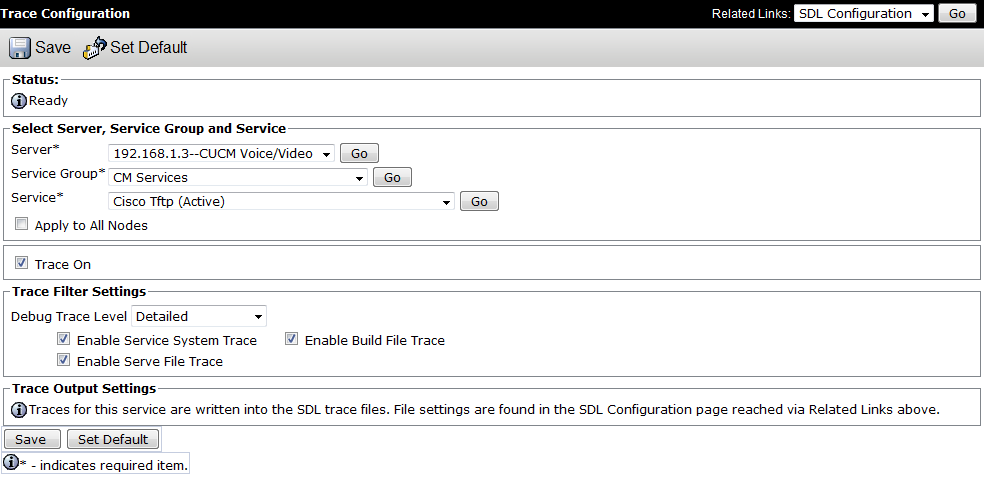 Trace Configuration Related Links: SDL Configuration Go
Save Set Default
Status:
Ready
Select Server, Service Group and Service
Server* 192.168.1.3--CUCM Voice/Video Go
Service Group* CM Services Go
Service* Cisco Tftp (Active) Go
Apply to All Nodes
Trace On
Trace Filter Settings
Debug Trace Level Detailed
Enable Service System Trace Enable Build File Trace
Enable Serve File Trace
Trace Output Settings
Traces for this service are written into the SDL trace files. File settings are found in the SDL Configuration page reached via Related Links above.
Save Set Default
* - indicates required item.